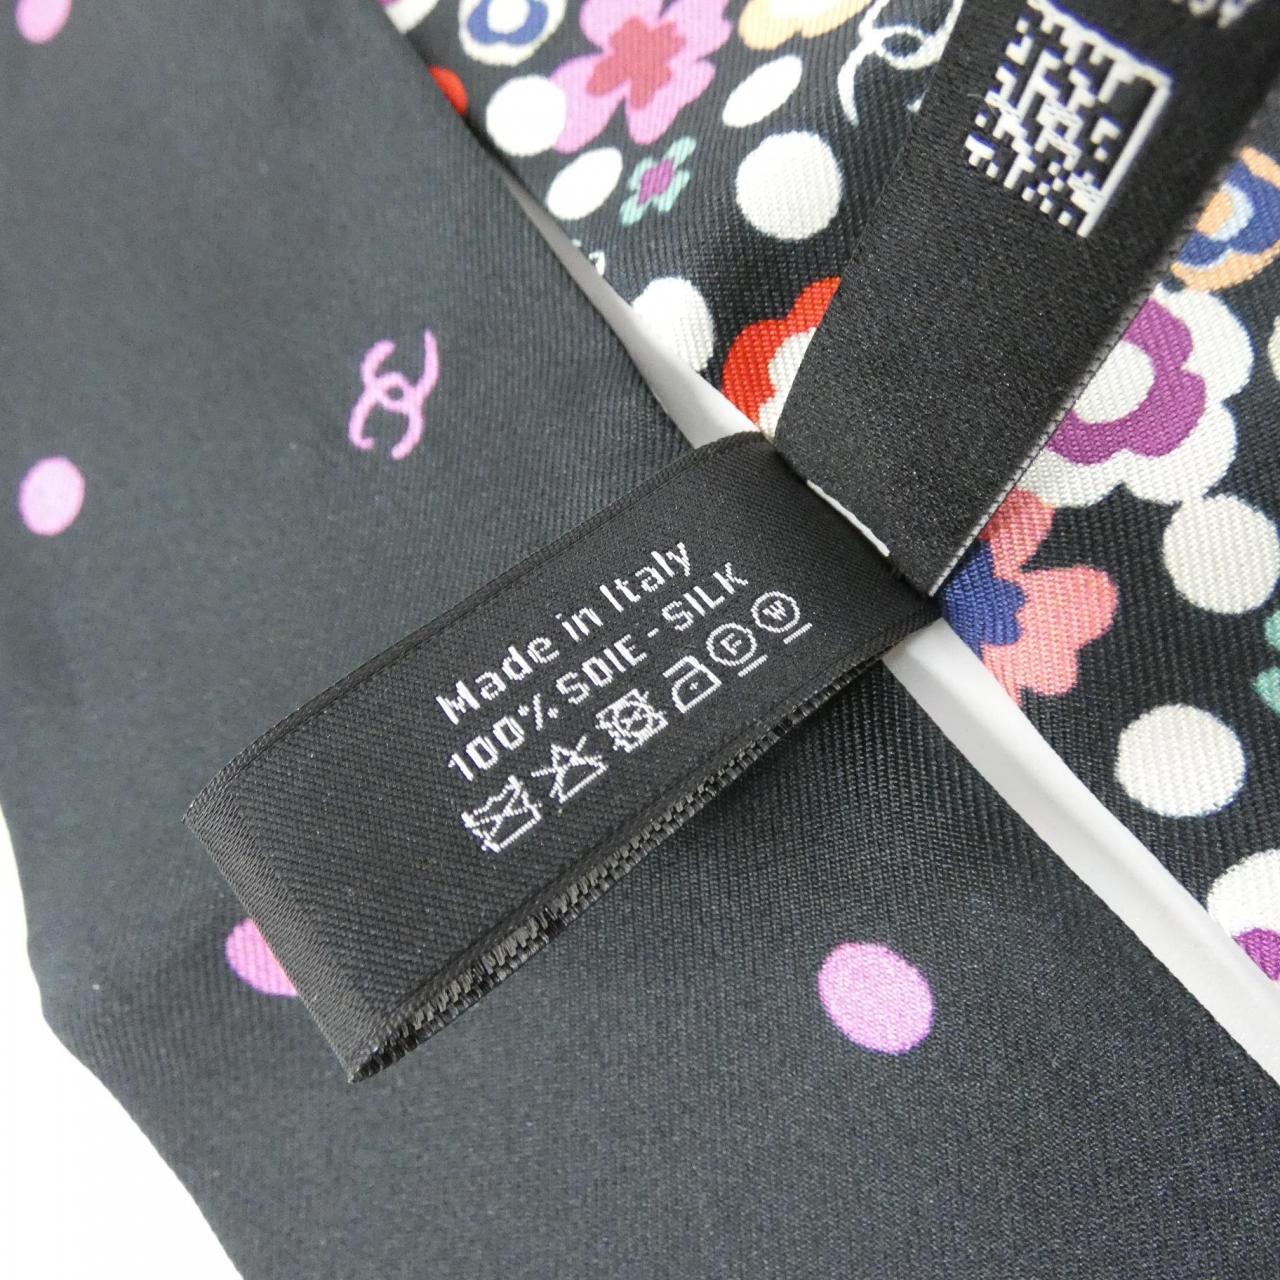 Made in Italy
100% SOIE - SILK
F W